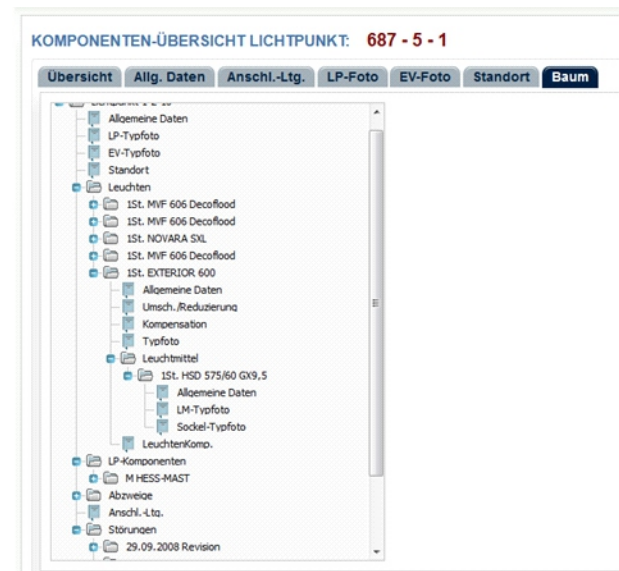 KOMPONENTEN-ÜBERSICHT LICHTPUNKT: 687 - 5 - 1
Übersicht Allg. Daten Anschl.-Ltg. LP-Foto EV-Foto Standort Baum
Allgemeine Daten
LP-Typfoto
EV-Typfoto
Standort
Leuchten
1St. MVF 606 Decoflood
1St. MVF 606 Decoflood
1St. NOVARA SXL
1St. MVF 606 Decoflood
1St. EXTERIOR 600
Allgemeine Daten
Umsch./Reduzierung
Kompensation
Typfoto
Leuchtmittel
1St. HSD 575/60 GX9,5
Allgemeine Daten
LM-Typfoto
Sockel-Typfoto
LeuchtenKomp.
LP-Komponenten
M HESS-MAST
Abzweige
Anschl.-Ltg.
Störungen
29.09.2008 Revision